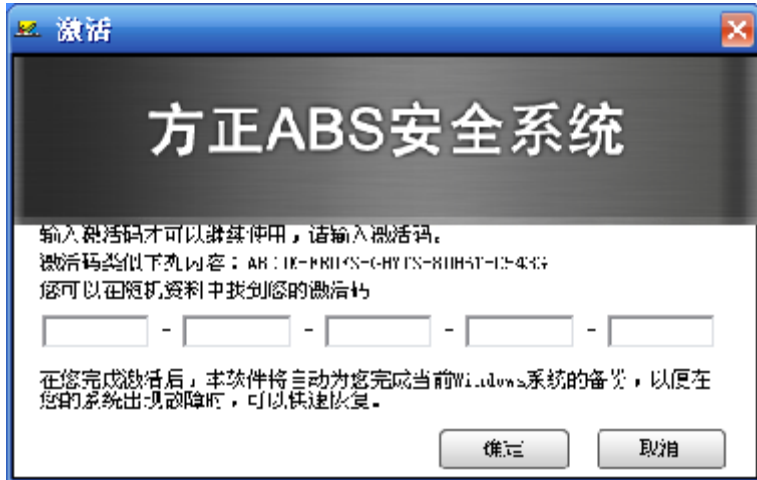 激活
方正ABS安全系统
输入激活码才可以继续使用，请输入激活码。
激活码类似下列内容：
您可以在随机资料中找到您的激活码
- - - -
在您完成激活后，本软件将自动为您完成当前Windows系统的备份，以便在
您的系统出现故障时，可以快速恢复。
确定
取消